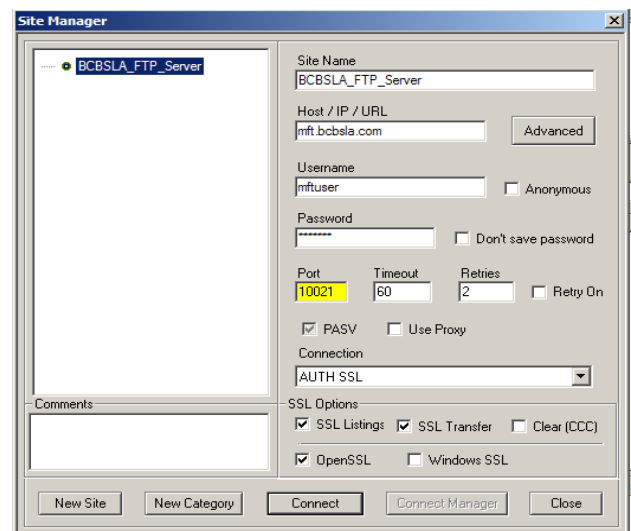 Site Manager
BCBSLA_FTP_Server
Site Name
BCBSLA_FTP_Server
Host / IP / URL
mft.bcbsla.com
Advanced
Username
mftuser
Anonymous
Password
*******
Don't save password
Port Timeout Retries
10021 60 2 Retry On
PASV Use Proxy
Connection
AUTH SSL
Comments
SSL Options
SSL Listings SSL Transfer Clear (CCC)
OpenSSL Windows SSL
New Site New Category Connect Connect Manager Close